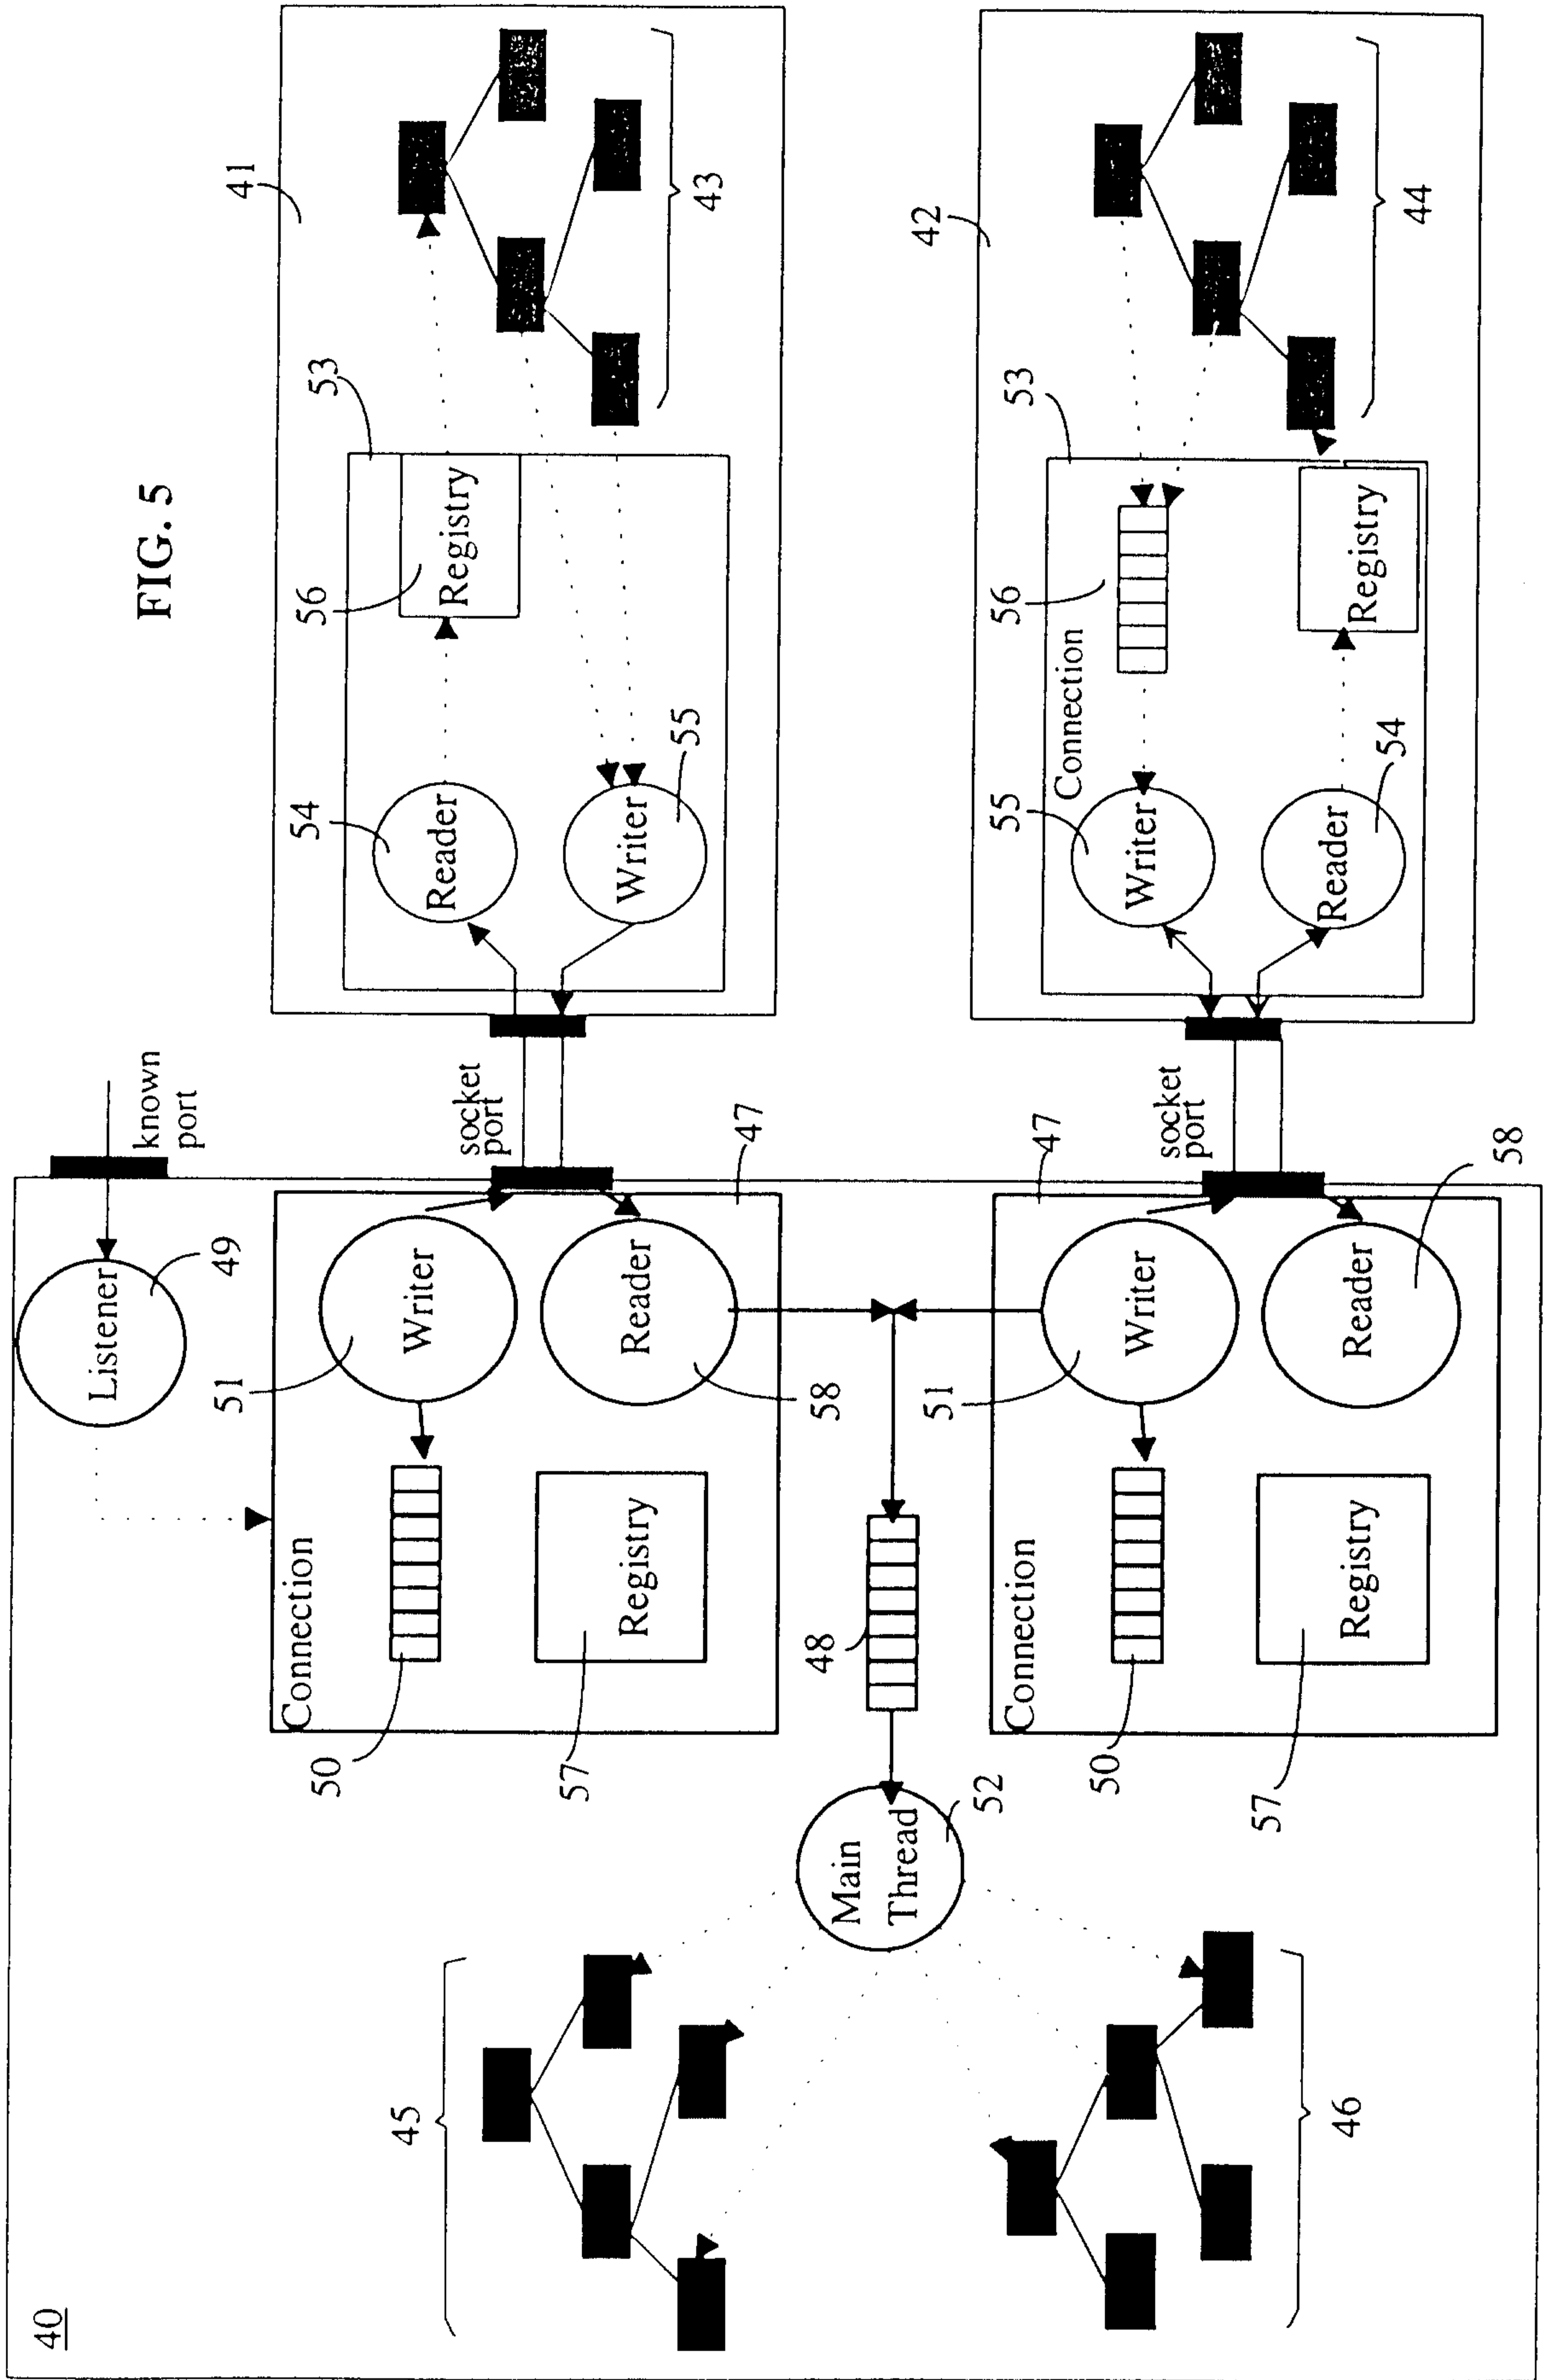 FIG. 5
40
Listener
49
known
port
Connection
50
51
Writer
Registry
57
Reader
58
47
socket
port
48
Main
Thread
52
45
46
Connection
50
51
Writer
Registry
57
Reader
58
47
socket
port
41
53
54
Reader
56
Registry
Writer
55
43
42
53
55
Writer
Connection
56
Reader
54
Registry
44